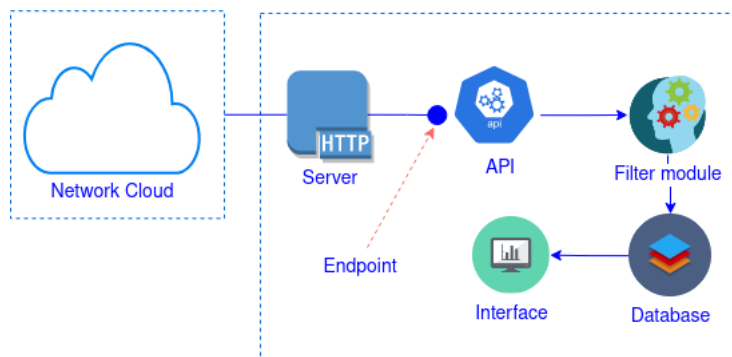 Network Cloud
HTTP
Server
Endpoint
api
API
Filter module
Interface
Database